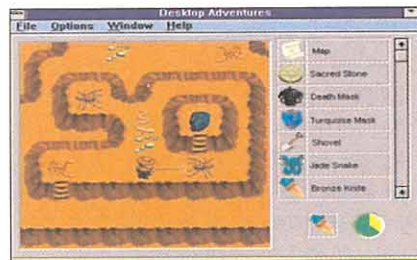 Desktop Adventures
File Options Window Help
Map
Sacred Stone
Death Mask
Turquoise Mask
Shovel
Jade Snake
Bronze Knife